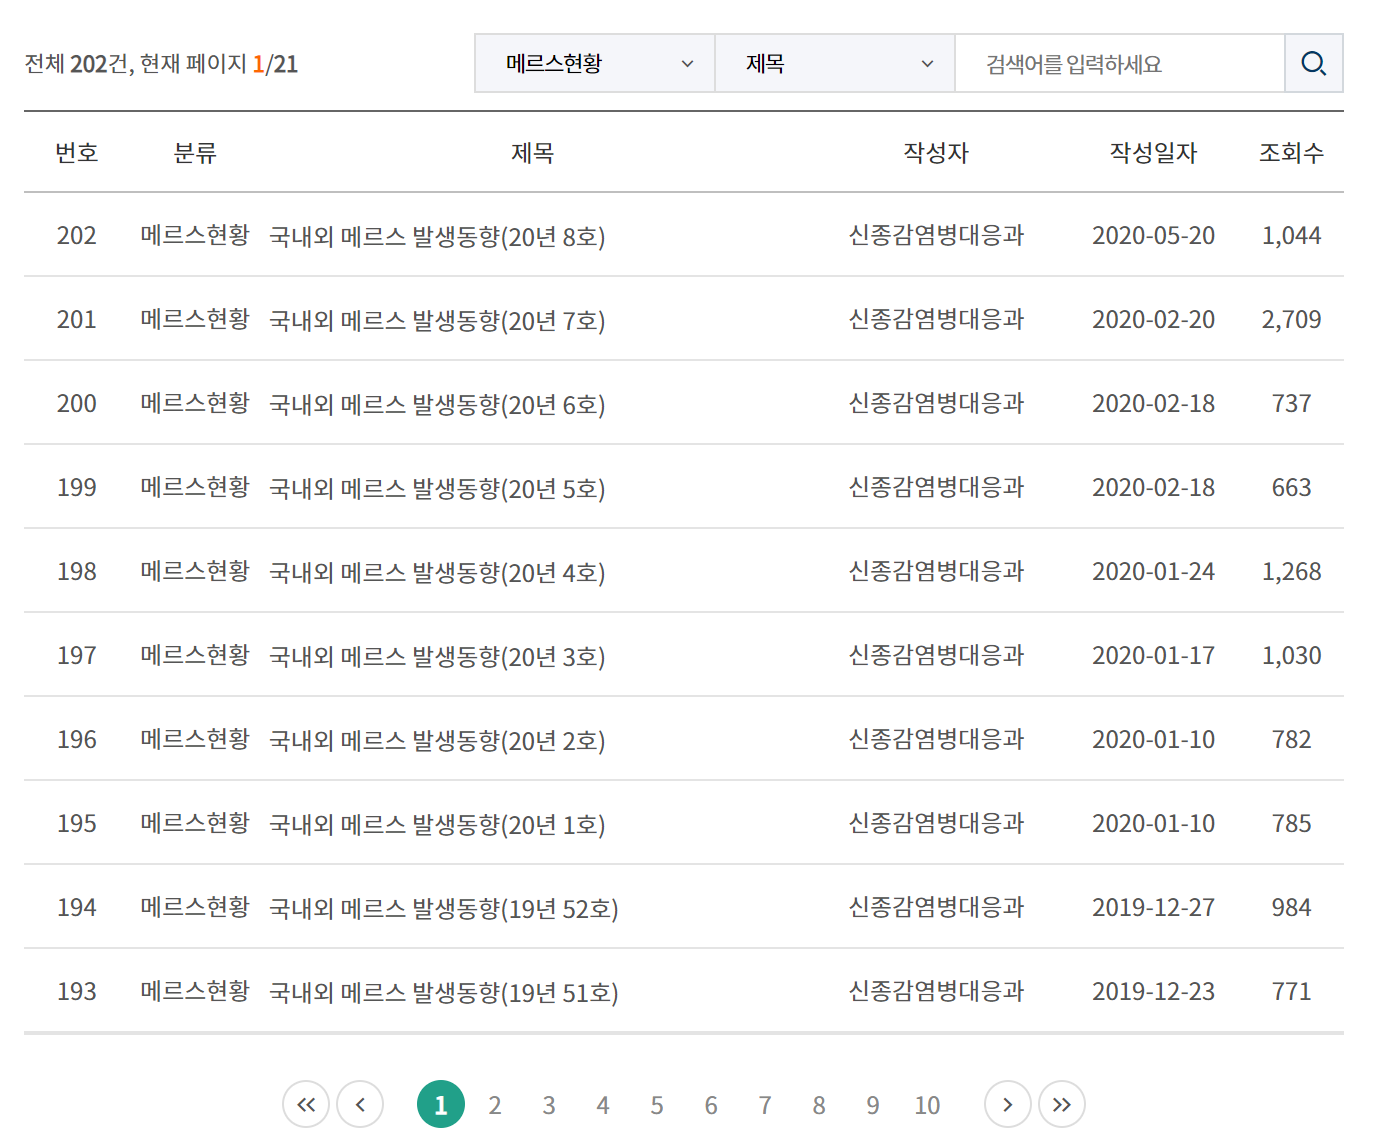 전체 202건, 현재 페이지 1/21 메르스현황 제목 검색어를 입력하세요
번호 분류 제목 작성자 작성일자 조회수
202 메르스현황 국내외 메르스 발생동향(20년 8호) 신종감염병대응과 2020-05-20 1,044
201 메르스현황 국내외 메르스 발생동향(20년 7호) 신종감염병대응과 2020-02-20 2,709
200 메르스현황 국내외 메르스 발생동향(20년 6호) 신종감염병대응과 2020-02-18 737
199 메르스현황 국내외 메르스 발생동향(20년 5호) 신종감염병대응과 2020-02-18 663
198 메르스현황 국내외 메르스 발생동향(20년 4호) 신종감염병대응과 2020-01-24 1,268
197 메르스현황 국내외 메르스 발생동향(20년 3호) 신종감염병대응과 2020-01-17 1,030
196 메르스현황 국내외 메르스 발생동향(20년 2호) 신종감염병대응과 2020-01-10 782
195 메르스현황 국내외 메르스 발생동향(20년 1호) 신종감염병대응과 2020-01-10 785
194 메르스현황 국내외 메르스 발생동향(19년 52호) 신종감염병대응과 2019-12-27 984
193 메르스현황 국내외 메르스 발생동향(19년 51호) 신종감염병대응과 2019-12-23 771
1 2 3 4 5 6 7 8 9 10